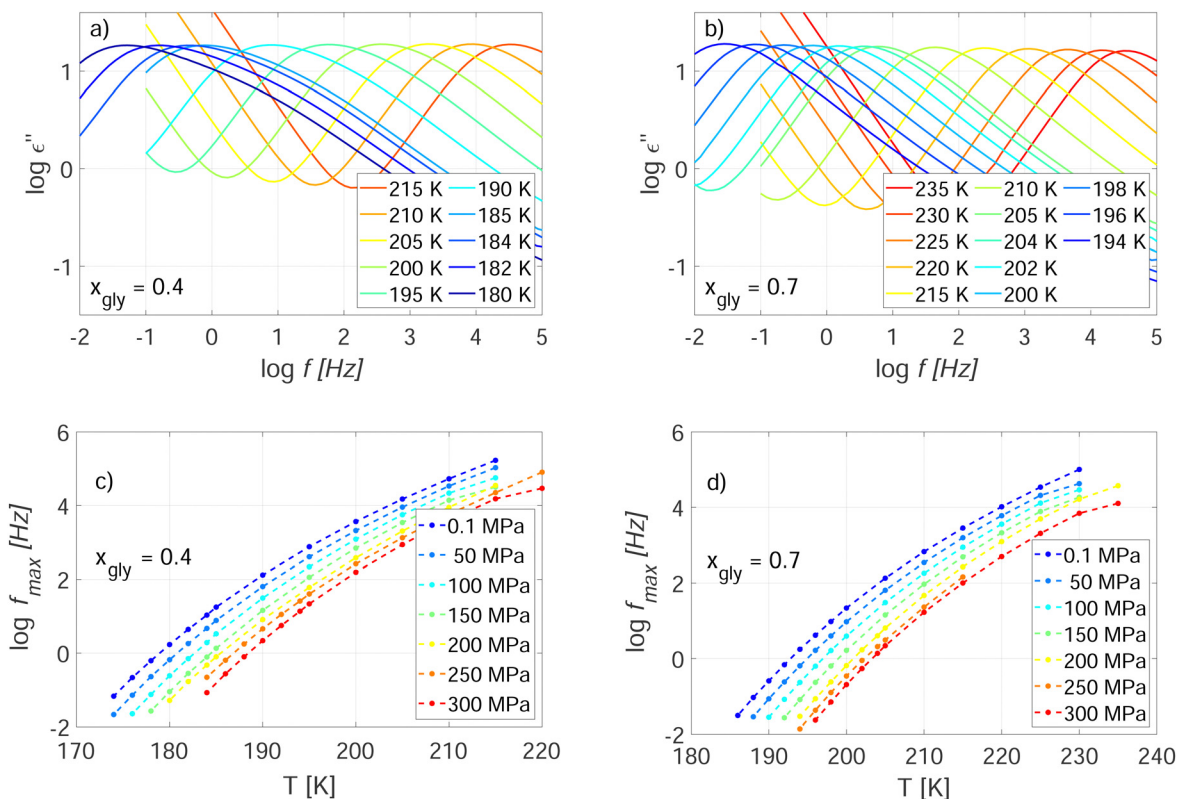 a)
log ϵ''
1
0
-1
-2 -1 0 1 2 3 4 5
log f [Hz]
x_gly = 0.4
215 K 190 K
210 K 185 K
205 K 184 K
200 K 182 K
195 K 180 K
b)
log ϵ''
1
0
-1
-2 -1 0 1 2 3 4 5
log f [Hz]
x_gly = 0.7
235 K 210 K 198 K
230 K 205 K 196 K
225 K 204 K 194 K
220 K 202 K
215 K 200 K
c)
log f_max [Hz]
6
4
2
0
-2
170 180 190 200 210 220
T [K]
x_gly = 0.4
0.1 MPa
50 MPa
100 MPa
150 MPa
200 MPa
250 MPa
300 MPa
d)
log f_max [Hz]
6
4
2
0
-2
180 190 200 210 220 230 240
T [K]
x_gly = 0.7
0.1 MPa
50 MPa
100 MPa
150 MPa
200 MPa
250 MPa
300 MPa